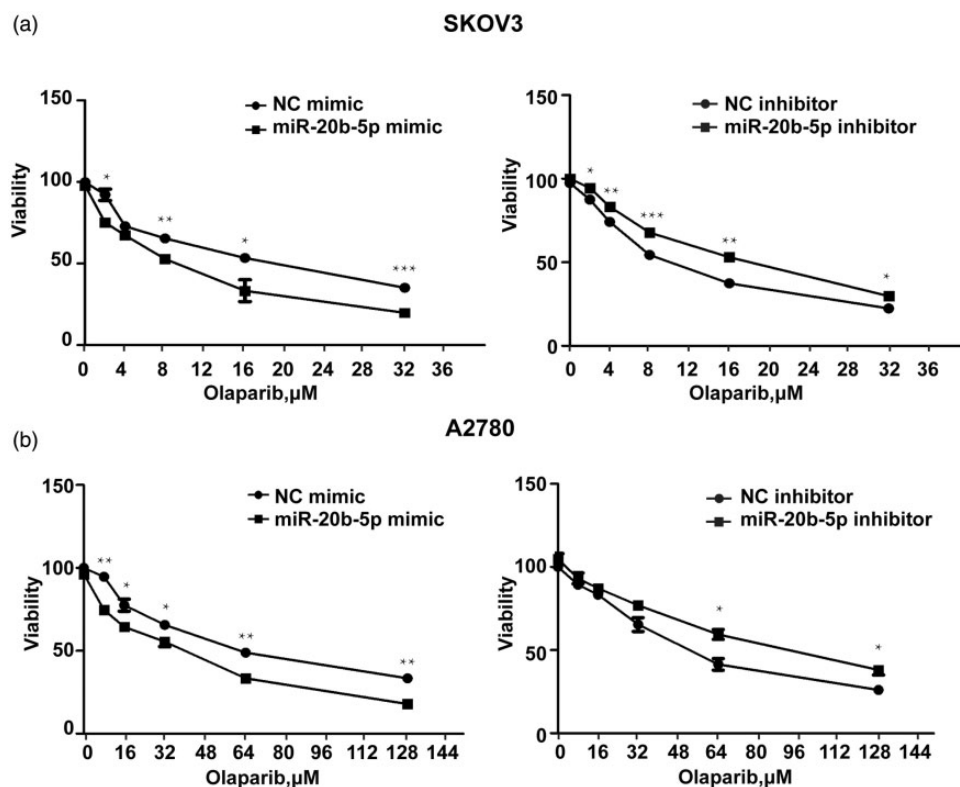 (a)
SKOV3
150
100
50
0
Viability
NC mimic
miR-20b-5p mimic
*
**
*
***
0 4 8 12 16 20 24 28 32 36
Olaparib,µM
150
100
50
0
Viability
NC inhibitor
miR-20b-5p inhibitor
*
**
***
**
*
0 4 8 12 16 20 24 28 32 36
Olaparib,µM
(b)
A2780
150
100
50
0
Viability
NC mimic
miR-20b-5p mimic
**
*
*
**
**
0 16 32 48 64 80 96 112 128 144
Olaparib,µM
150
100
50
0
Viability
NC inhibitor
miR-20b-5p inhibitor
*
*
0 16 32 48 64 80 96 112 128 144
Olaparib,µM